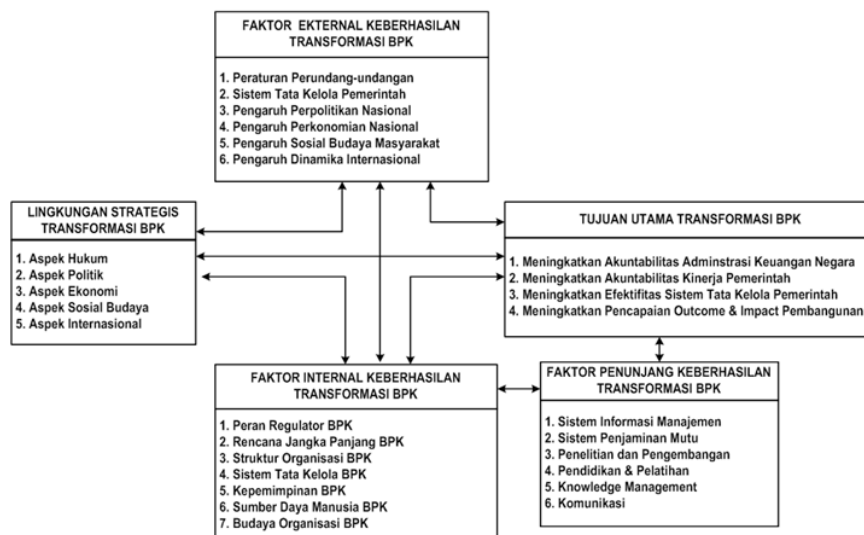 FAKTOR EKTERNAL KEBERHASILAN
TRANSFORMASI BPK
1. Peraturan Perundang-undangan
2. Sistem Tata Kelola Pemerintah
3. Pengaruh Perpolitikan Nasional
4. Pengaruh Perkonomian Nasional
5. Pengaruh Sosial Budaya Masyarakat
6. Pengaruh Dinamika Internasional
LINGKUNGAN STRATEGIS
TRANSFORMASI BPK
1. Aspek Hukum
2. Aspek Politik
3. Aspek Ekonomi
4. Aspek Sosial Budaya
5. Aspek Internasional
TUJUAN UTAMA TRANSFORMASI BPK
1. Meningkatkan Akuntabilitas Adminstrasi Keuangan Negara
2. Meningkatkan Akuntabilitas Kinerja Pemerintah
3. Meningkatkan Efektifitas Sistem Tata Kelola Pemerintah
4. Meningkatkan Pencapaian Outcome & Impact Pembangunan
FAKTOR INTERNAL KEBERHASILAN
TRANSFORMASI BPK
1. Peran Regulator BPK
2. Rencana Jangka Panjang BPK
3. Struktur Organisasi BPK
4. Sistem Tata Kelola BPK
5. Kepemimpinan BPK
6. Sumber Daya Manusia BPK
7. Budaya Organisasi BPK
FAKTOR PENUNJANG KEBERHASILAN
TRANSFORMASI BPK
1. Sistem Informasi Manajemen
2. Sistem Penjaminan Mutu
3. Penelitian dan Pengembangan
4. Pendidikan & Pelatihan
5. Knowledge Management
6. Komunikasi